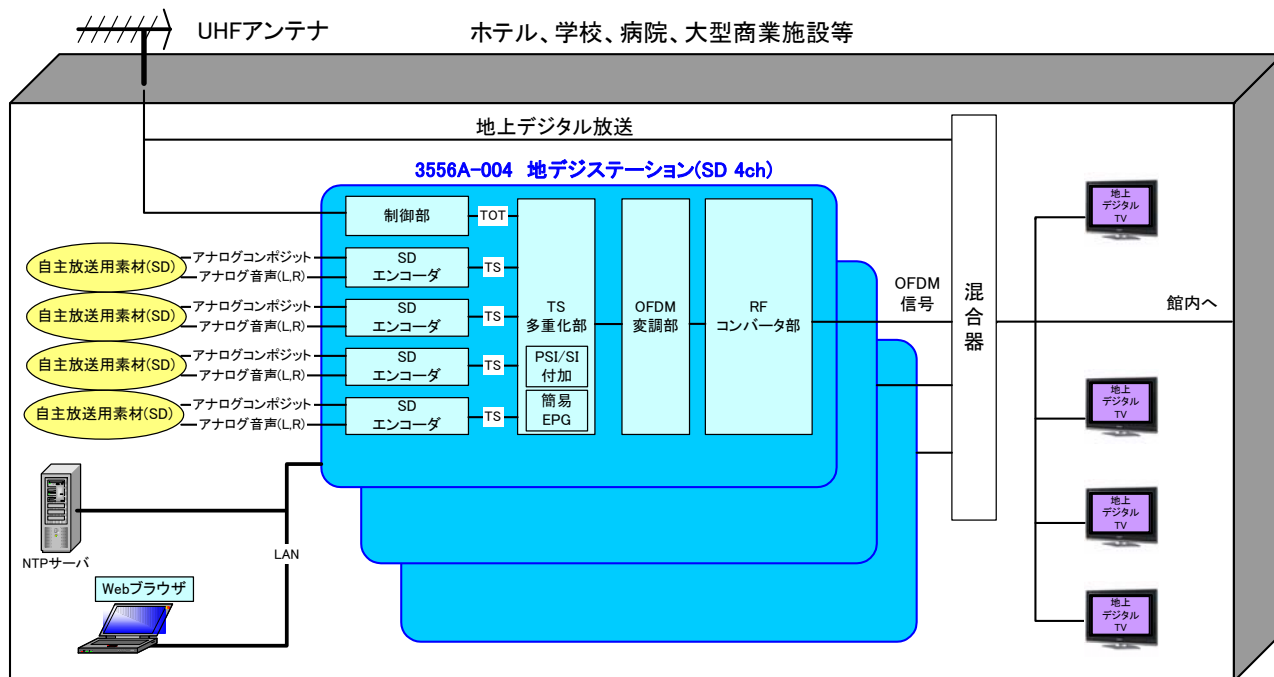 UHFアンテナ
ホテル、学校、病院、大型商業施設等
地上デジタル放送
3556A-004 地デジステーション(SD 4ch)
制御部
TOT
自主放送用素材(SD)
アナログコンポジット
アナログ音声(L,R)
SD
エンコーダ
TS
自主放送用素材(SD)
アナログコンポジット
アナログ音声(L,R)
SD
エンコーダ
TS
自主放送用素材(SD)
アナログコンポジット
アナログ音声(L,R)
SD
エンコーダ
TS
自主放送用素材(SD)
アナログコンポジット
アナログ音声(L,R)
SD
エンコーダ
TS
TS
多重化部
PSI/SI
付加
簡易
EPG
OFDM
変調部
RF
コンバータ部
OFDM
信号
混合器
館内へ
地上
デジタル
TV
地上
デジタル
TV
地上
デジタル
TV
地上
デジタル
TV
NTPサーバ
LAN
Webブラウザ